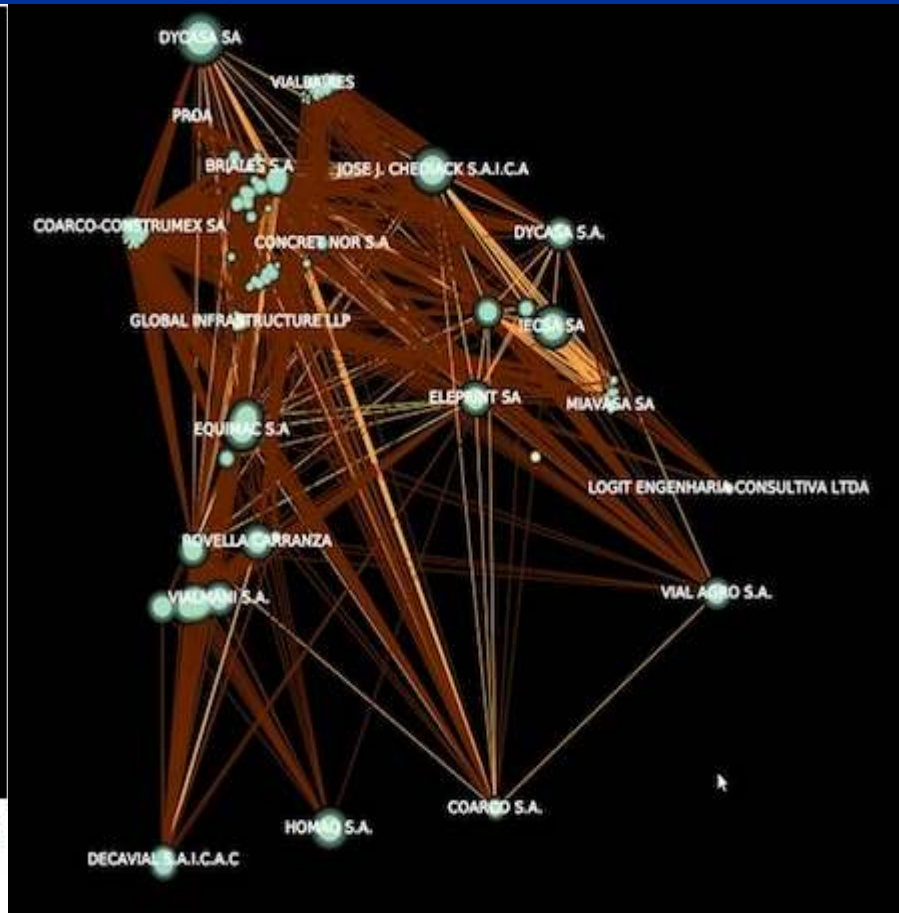 DYCASA SA
VIALBAIRES
PROA
BRIALES S.A
JOSE J. CHEDIACK S.A.I.C.A
COARCO-CONSTRUMEX SA
CONCRET NOR S.A
DYCASA S.A.
GLOBAL INFRASTRUCTURE LLP
IECSA SA
ELEPRINT SA
MIAVASA SA
EQUIMAC S.A
LOGIT ENGENHARIA CONSULTIVA LTDA
ROVELLA CARRANZA
VIALMANI S.A.
VIAL AGRO S.A.
COARCO S.A.
HOMAQ S.A.
DECAVIAL S.A.I.C.A.C